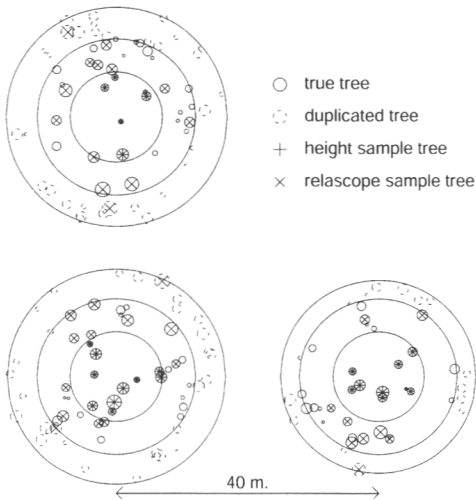 true tree
duplicated tree
height sample tree
relascope sample tree
40 m.